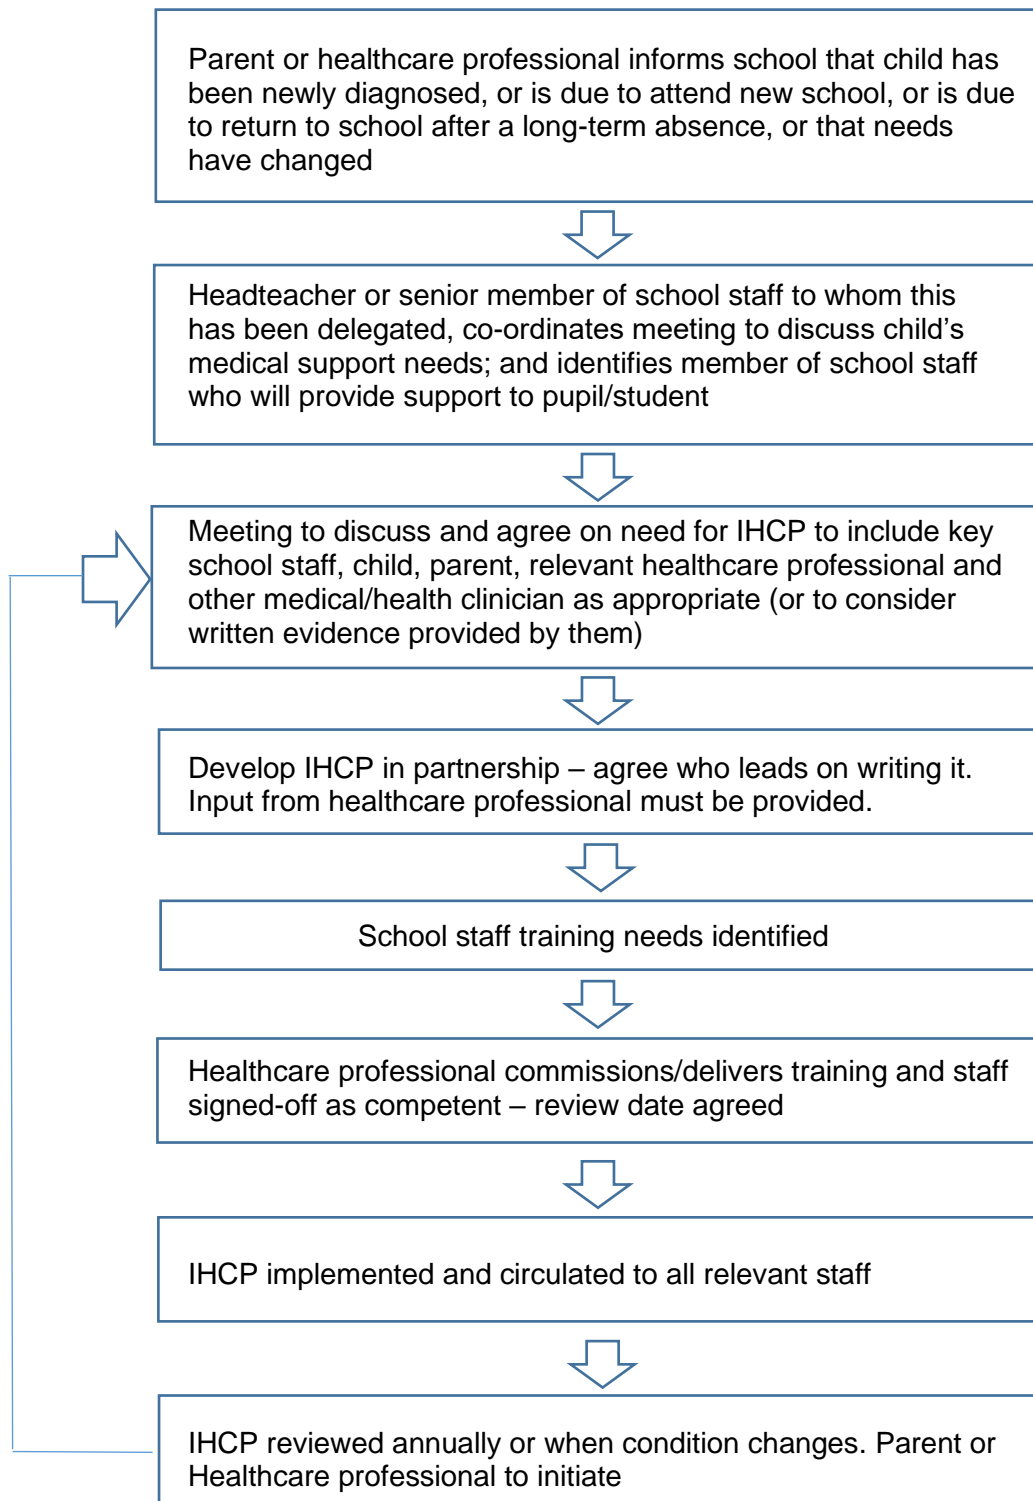 Parent or healthcare professional informs school that child has
been newly diagnosed, or is due to attend new school, or is due
to return to school after a long-term absence, or that needs
have changed
Headteacher or senior member of school staff to whom this
has been delegated, co-ordinates meeting to discuss child’s
medical support needs; and identifies member of school staff
who will provide support to pupil/student
Meeting to discuss and agree on need for IHCP to include key
school staff, child, parent, relevant healthcare professional and
other medical/health clinician as appropriate (or to consider
written evidence provided by them)
Develop IHCP in partnership – agree who leads on writing it.
Input from healthcare professional must be provided.
School staff training needs identified
Healthcare professional commissions/delivers training and staff
signed-off as competent – review date agreed
IHCP implemented and circulated to all relevant staff
IHCP reviewed annually or when condition changes. Parent or
Healthcare professional to initiate